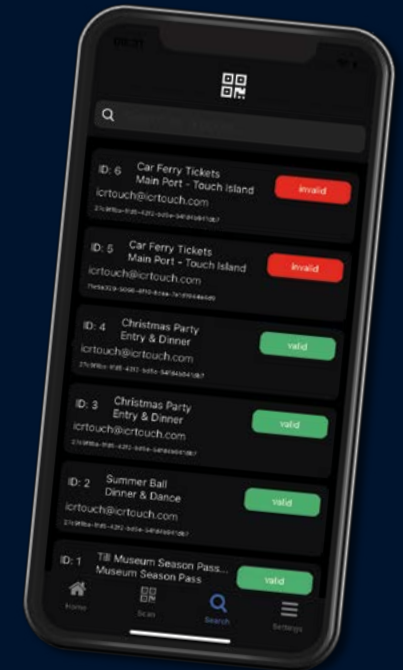 ID: 6 Car Ferry Tickets
Main Port - Touch Island
invalid
icrtouch@icrtouch.com
ID: 5 Car Ferry Tickets
Main Port - Touch Island
invalid
icrtouch@icrtouch.com
ID: 4 Christmas Party
Entry & Dinner
valid
icrtouch@icrtouch.com
ID: 3 Christmas Party
Entry & Dinner
valid
icrtouch@icrtouch.com
ID: 2 Summer Ball
Dinner & Dance
valid
icrtouch@icrtouch.com
ID: 1 Till Museum Season Pass...
Museum Season Pass
valid
Home
Scan
Search
Settings